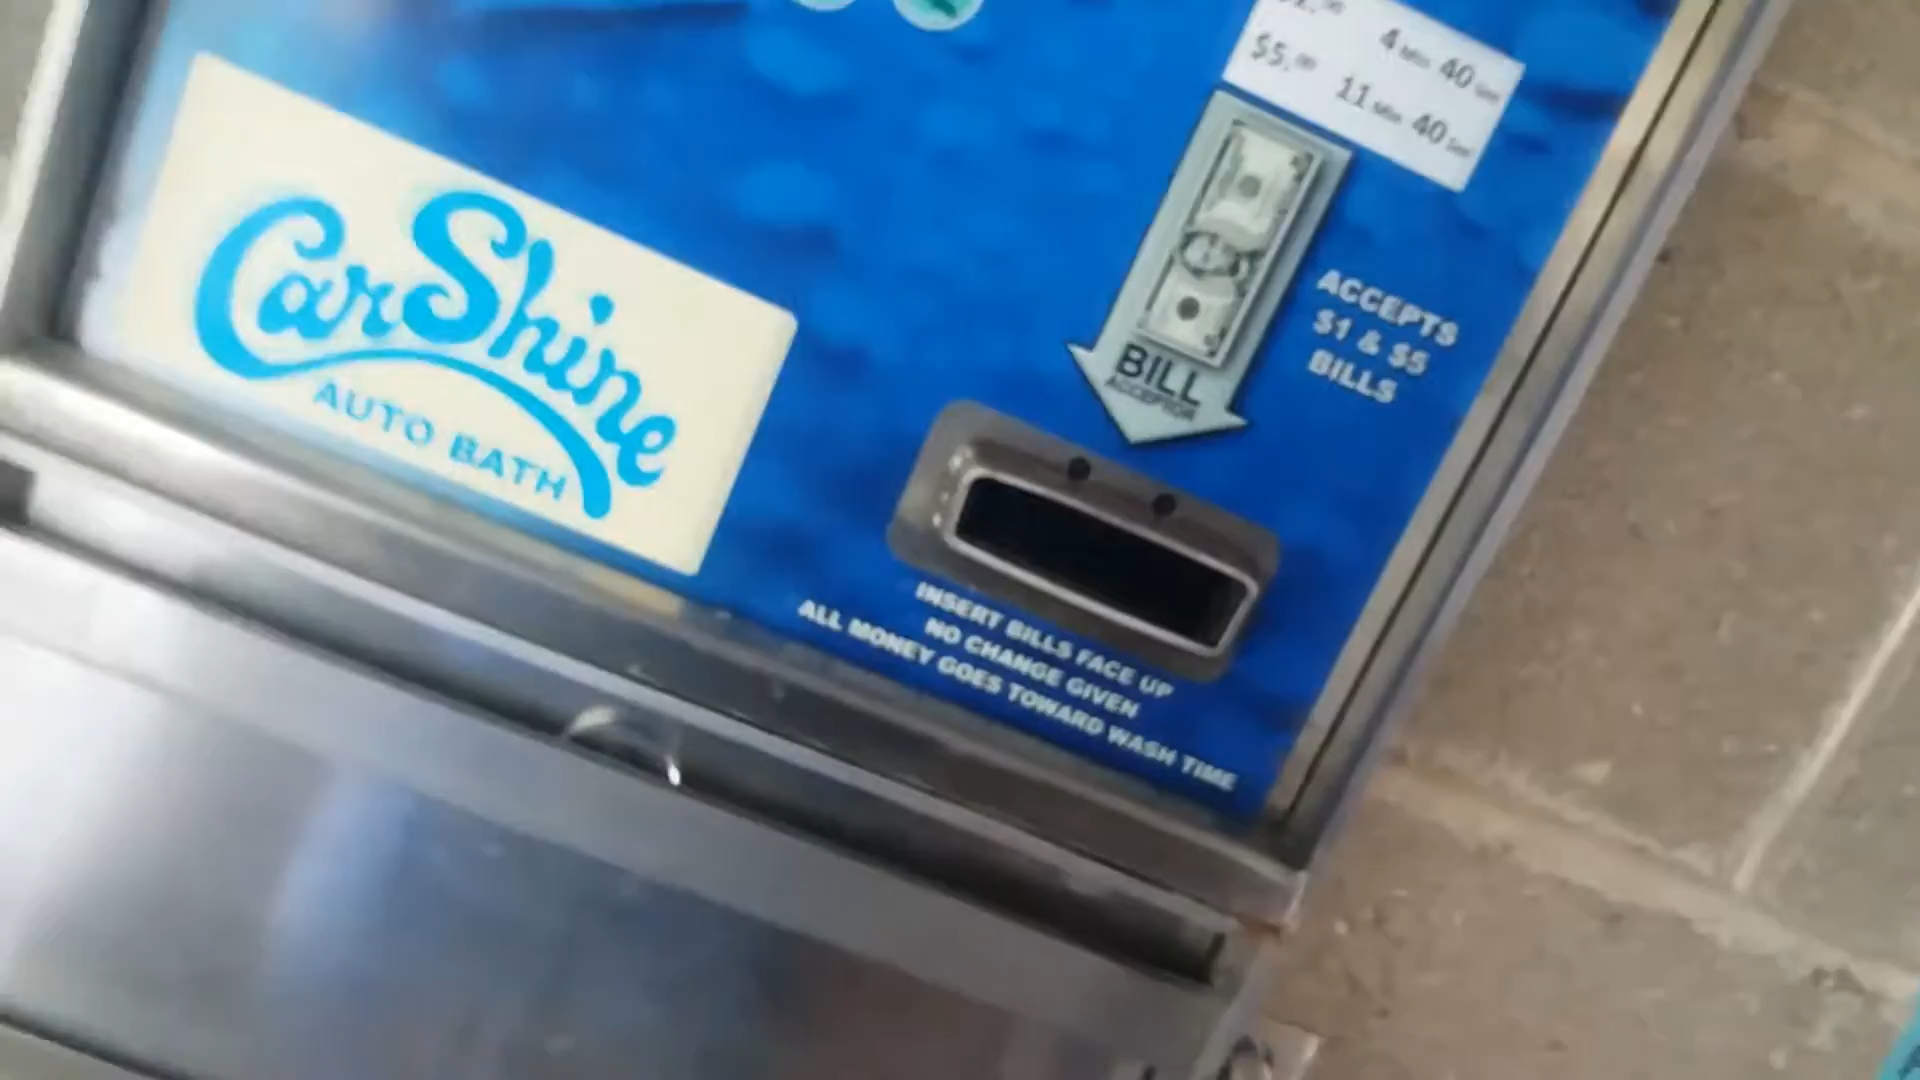 4 Min 40 Sec
$5.00 11 Min 40 Sec
CarShine
AUTO BATH
BILL
ACCEPTOR
ACCEPTS
$1 & $5
BILLS
INSERT BILLS FACE UP
NO CHANGE GIVEN
ALL MONEY GOES TOWARD WASH TIME